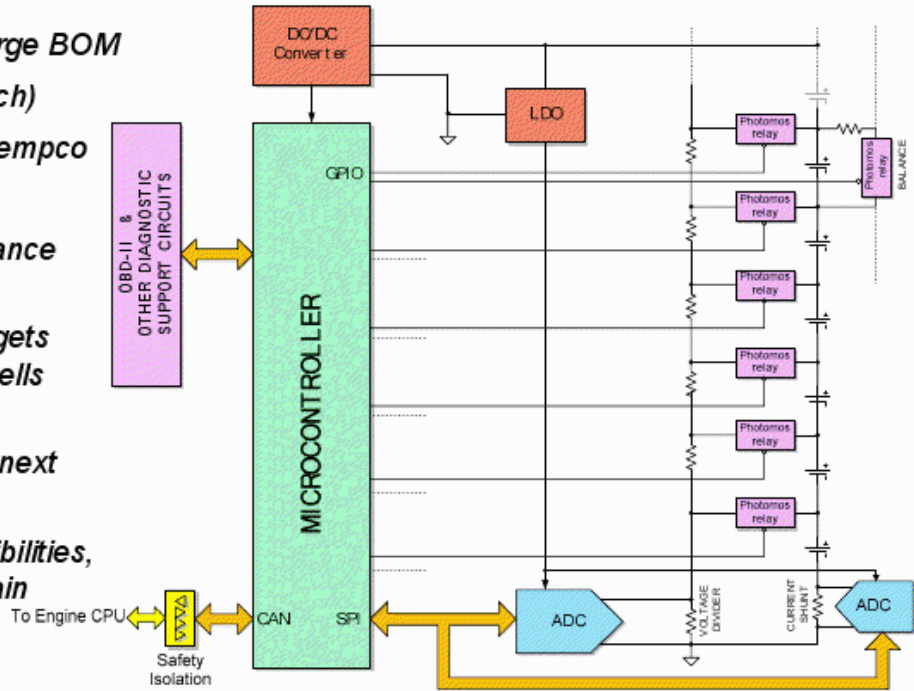 rge BOM
ch)
empco
ance
gets
ells
next
ibilities,
ain
DC/DC
Converter
LDO
OBD-II &
OTHER DIAGNOSTIC
SUPPORT CIRCUITS
MICROCONTROLLER
GPIO
CAN
SPI
To Engine CPU
Safety
Isolation
Photomos
relay
Photomos
relay
BALANCE
Photomos
relay
Photomos
relay
Photomos
relay
Photomos
relay
Photomos
relay
ADC
VOLTAGE
DIVIDER
CURRENT
SHUNT
ADC